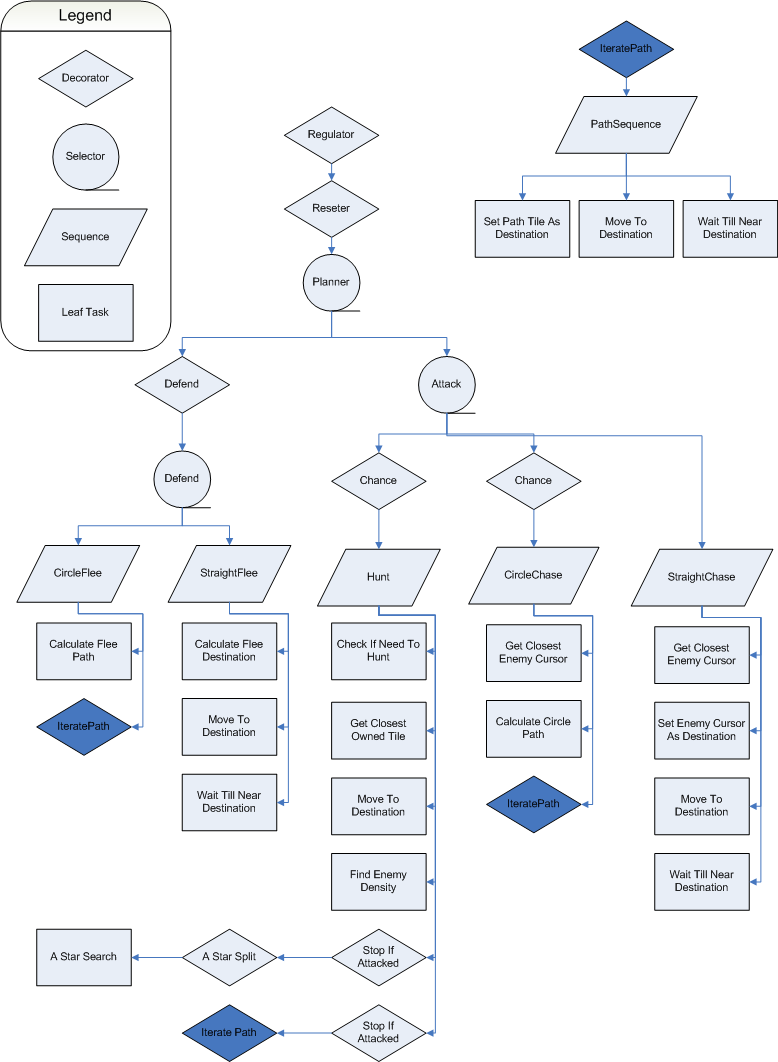 Legend
Decorator
Selector
Sequence
Leaf Task
IteratePath
PathSequence
Set Path Tile As
Destination
Move To
Destination
Wait Till Near
Destination
Regulator
Reseter
Planner
Defend
Attack
Defend
Chance
Chance
CircleFlee
StraightFlee
Hunt
CircleChase
StraightChase
Calculate Flee
Path
IteratePath
Calculate Flee
Destination
Move To
Destination
Wait Till Near
Destination
Check If Need To
Hunt
Get Closest
Owned Tile
Move To
Destination
Find Enemy
Density
Stop If
Attacked
A Star Split
A Star Search
Stop If
Attacked
Iterate Path
Get Closest
Enemy Cursor
Calculate Circle
Path
IteratePath
Get Closest
Enemy Cursor
Set Enemy Cursor
As Destination
Move To
Destination
Wait Till Near
Destination